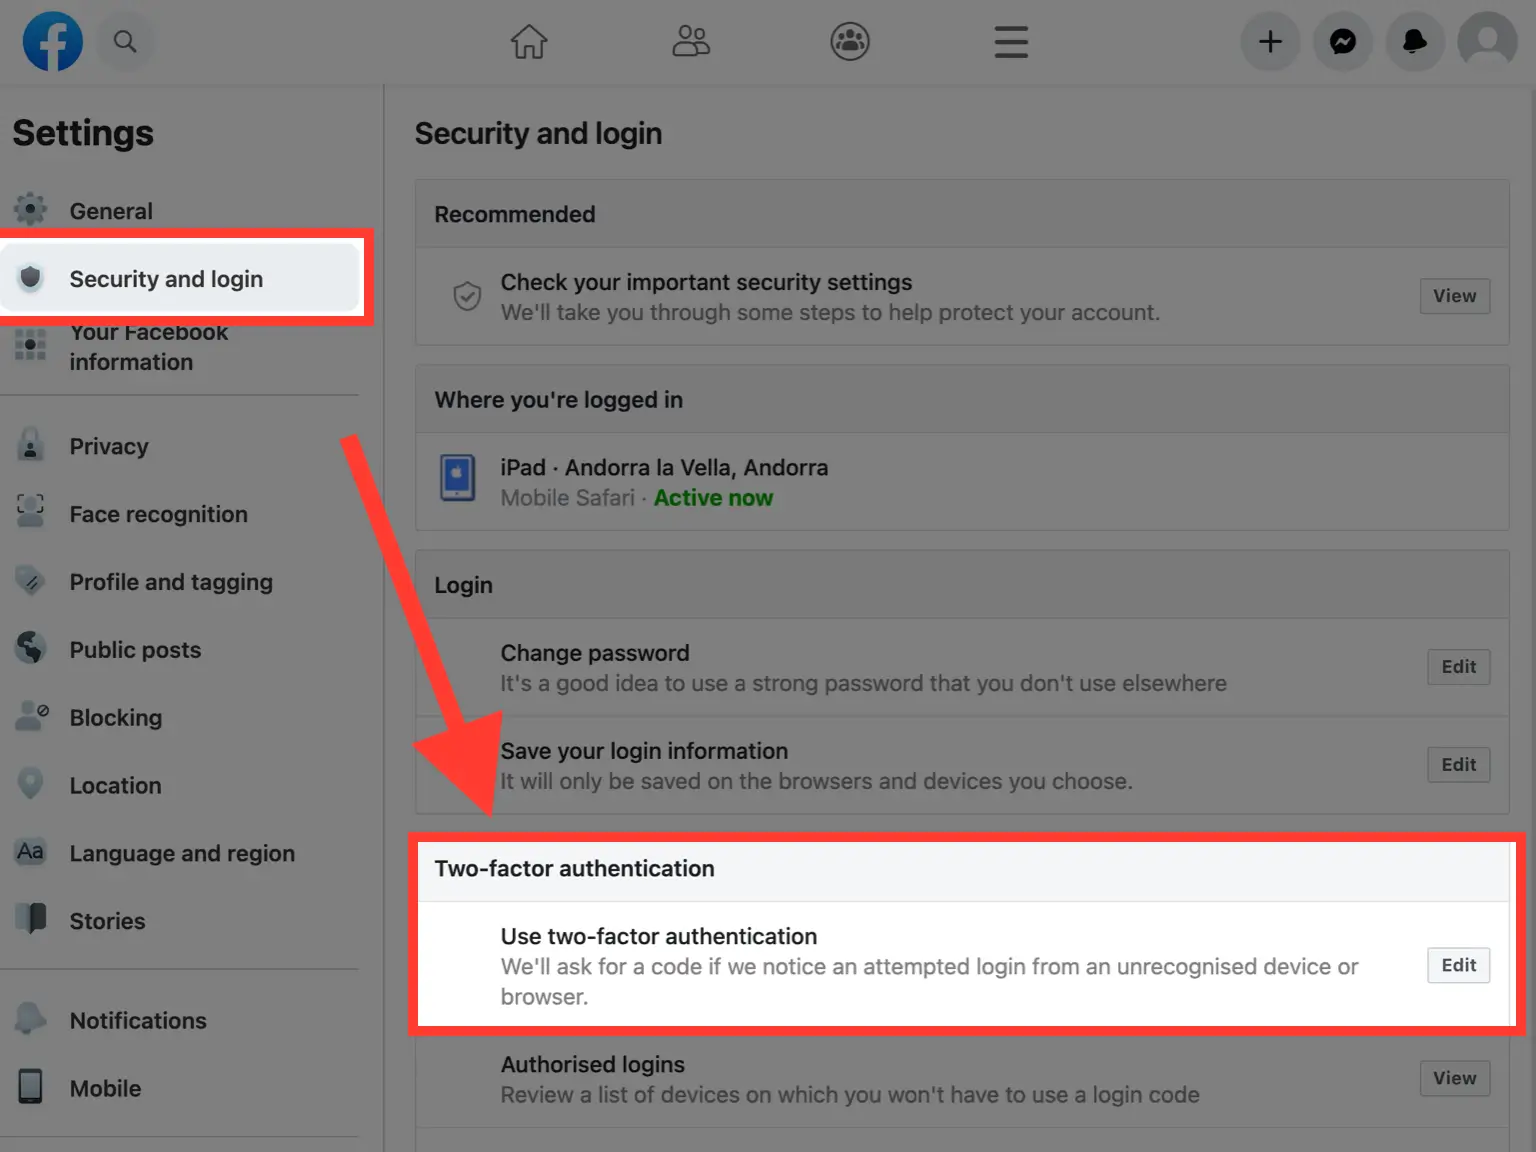 Settings
General
Security and login
Your Facebook
information
Privacy
Face recognition
Profile and tagging
Public posts
Blocking
Location
Aa
Language and region
Stories
Notifications
Mobile
Security and login
Recommended
Check your important security settings
We'll take you through some steps to help protect your account.
View
Where you're logged in
iPad · Andorra la Vella, Andorra
Mobile Safari · Active now
Login
Change password
It's a good idea to use a strong password that you don't use elsewhere
Edit
Save your login information
It will only be saved on the browsers and devices you choose.
Edit
Two-factor authentication
Use two-factor authentication
We'll ask for a code if we notice an attempted login from an unrecognised device or
browser.
Edit
Authorised logins
Review a list of devices on which you won't have to use a login code
View